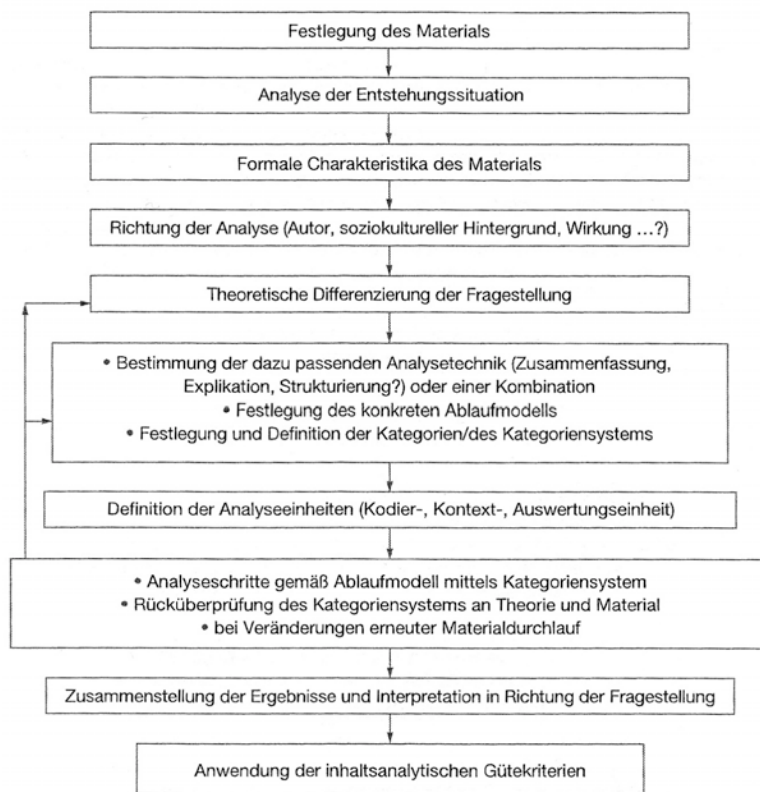 Festlegung des Materials
Analyse der Entstehungssituation
Formale Charakteristika des Materials
Richtung der Analyse (Autor, soziokultureller Hintergrund, Wirkung ...?)
Theoretische Differenzierung der Fragestellung
• Bestimmung der dazu passenden Analysetechnik (Zusammenfassung,
Explikation, Strukturierung?) oder einer Kombination
• Festlegung des konkreten Ablaufmodells
• Festlegung und Definition der Kategorien/des Kategoriensystems
Definition der Analyseeinheiten (Kodier-, Kontext-, Auswertungseinheit)
• Analyseschritte gemäß Ablaufmodell mittels Kategoriensystem
• Rücküberprüfung des Kategoriensystems an Theorie und Material
• bei Veränderungen erneuter Materialdurchlauf
Zusammenstellung der Ergebnisse und Interpretation in Richtung der Fragestellung
Anwendung der inhaltsanalytischen Gütekriterien